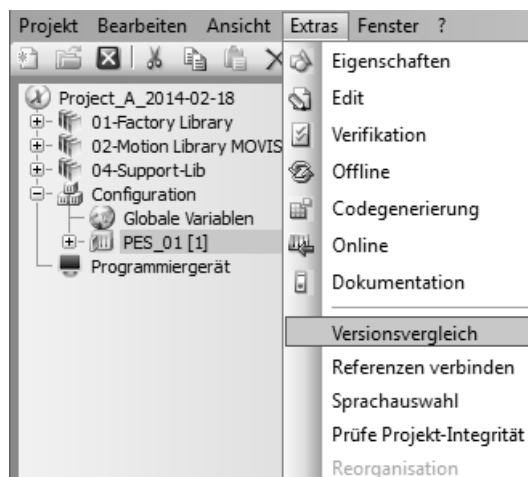 Projekt Bearbeiten Ansicht Extras Fenster ?
Project_A_2014-02-18
01-Factory Library
02-Motion Library MOVIS
04-Support-Lib
Configuration
Globale Variablen
PES_01 [1]
Programmiergerät
Eigenschaften
Edit
Verifikation
Offline
Codegenerierung
Online
Dokumentation
Versionsvergleich
Referenzen verbinden
Sprachauswahl
Prüfe Projekt-Integrität
Reorganisation